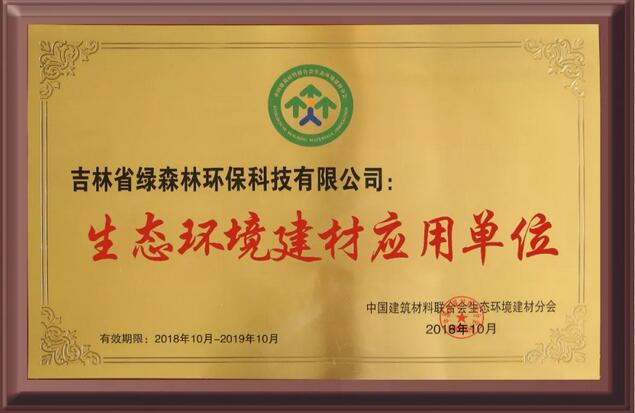 吉林省绿森林环保科技有限公司：
生态环境建材应用单位
中国建筑材料联合会生态环境建材分会
有效期限：2018年10月-2019年10月
2018年10月